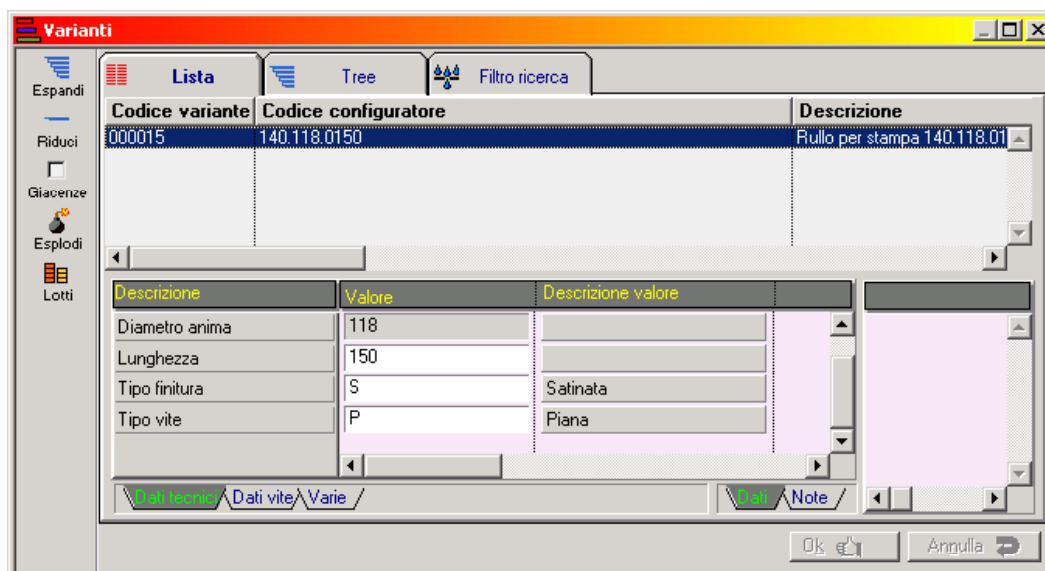 Varianti
Espandi
Riduci
Giacenze
Esplodi
Lotti
Lista Tree Filtro ricerca
Codice variante Codice configuratore Descrizione
000015 140.118.0150 Rullo per stampa 140.118.01
Descrizione Valore Descrizione valore
Diametro anima 118
Lunghezza 150
Tipo finitura S Satinata
Tipo vite P Piana
Dati tecnici Dati vite Varie Dati Note
Ok Annulla